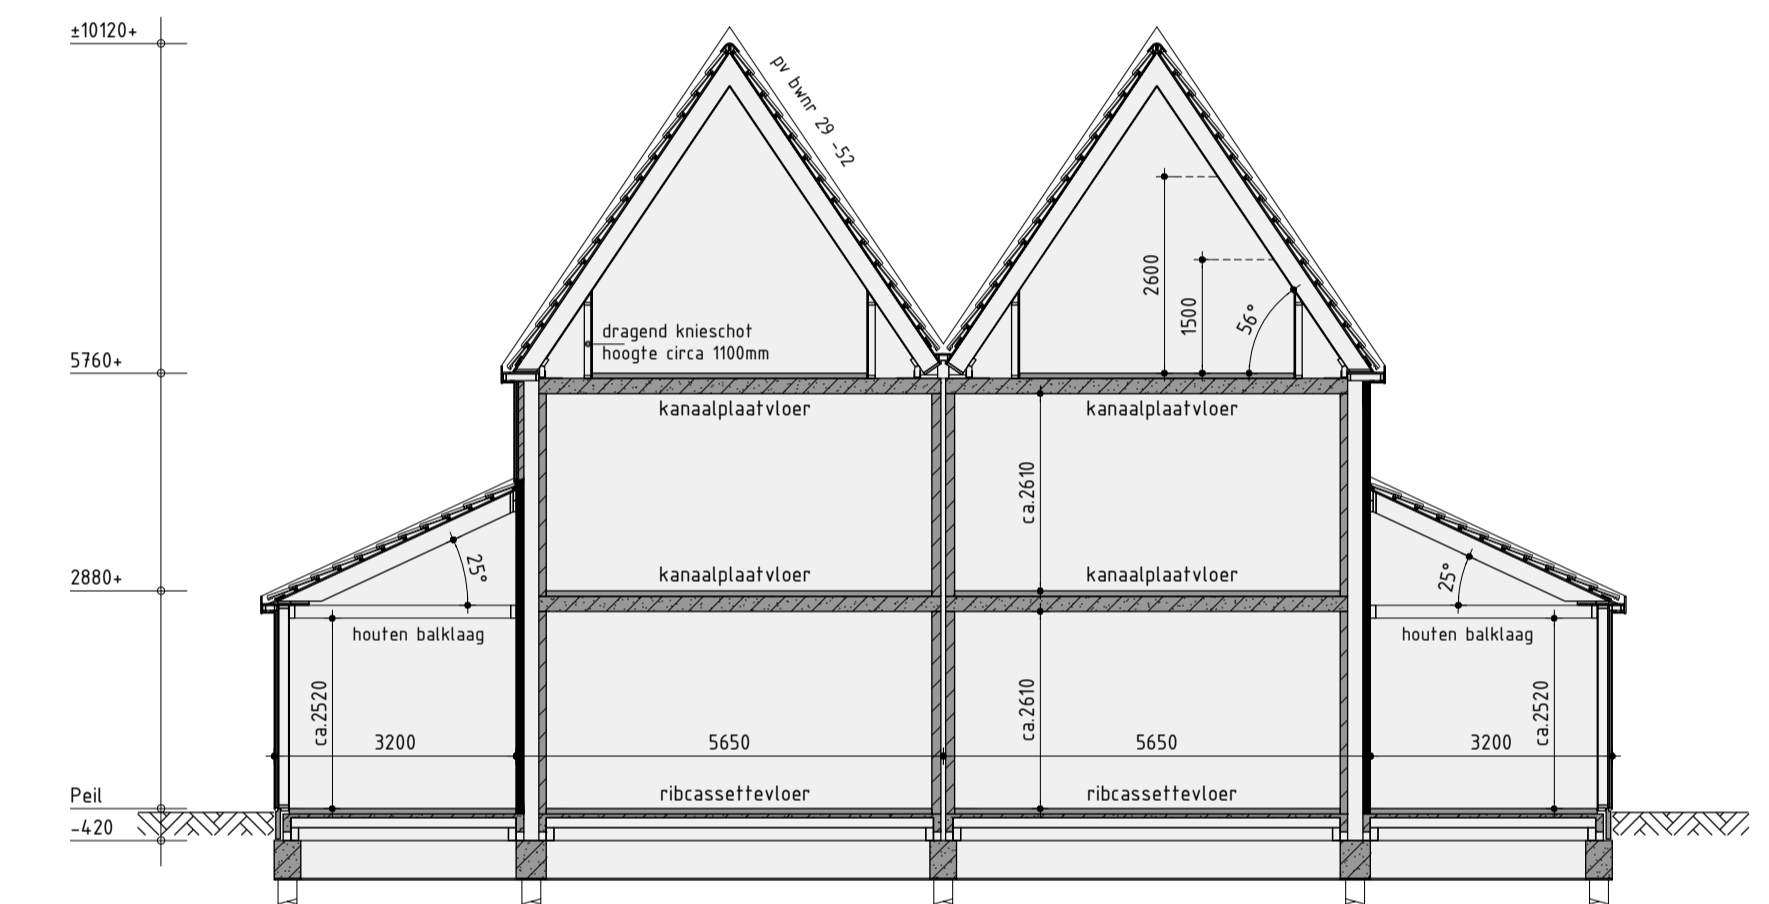 ±10120+
pv bwnr 29 -52
2600
1500
56°
dragend knieschot
hoogte circa 1100mm
5760+
kanaalplaatvloer
kanaalplaatvloer
ca.2610
25°
25°
2880+
kanaalplaatvloer
kanaalplaatvloer
houten balklaag
houten balklaag
ca.2520
ca.2610
ca.2520
3200
5650
5650
3200
Peil
ribcassettevloer
ribcassettevloer
-420